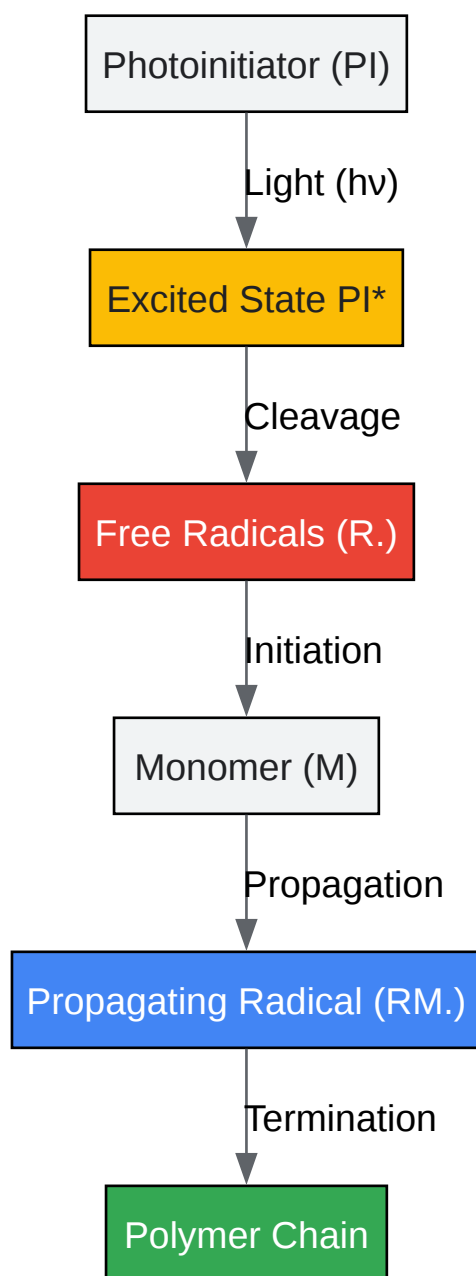 Photoinitiator (PI)
Light (hν)
Excited State PI*
Cleavage
Free Radicals (R.)
Initiation
Monomer (M)
Propagation
Propagating Radical (RM.)
Termination
Polymer Chain